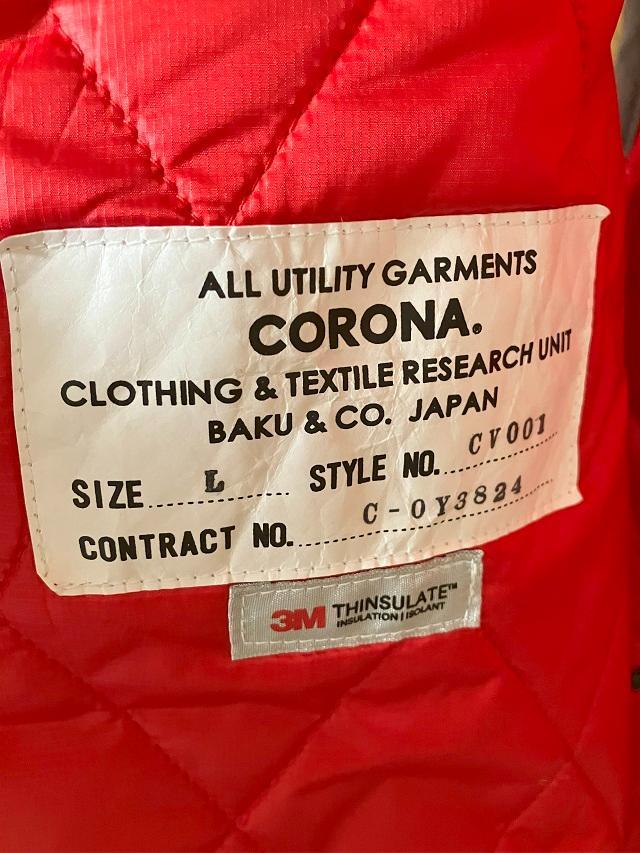 ALL UTILITY GARMENTS
CORONA®
CLOTHING & TEXTILE RESEARCH UNIT
BAKU & CO. JAPAN
SIZE L STYLE NO. CV001
CONTRACT NO. C-0Y3824
3M THINSULATE™
INSULATION | ISOLANT